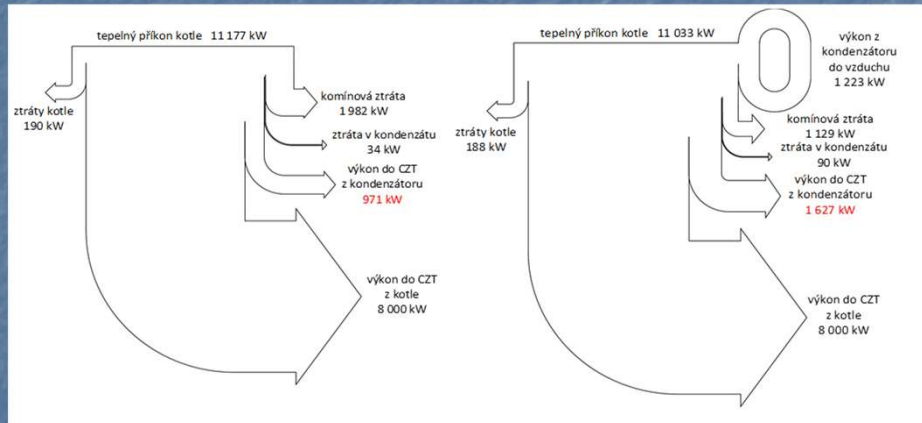 tepelný příkon kotle 11 177 kW
ztráty kotle
190 kW
komínová ztráta
1 982 kW
ztráta v kondenzátu
34 kW
výkon do CZT
z kondenzátoru
971 kW
výkon do CZT
z kotle
8 000 kW
tepelný příkon kotle 11 033 kW
výkon z
kondenzátoru
do vzduchu
1 223 kW
ztráty kotle
188 kW
komínová ztráta
1 129 kW
ztráta v kondenzátu
90 kW
výkon do CZT
z kondenzátoru
1 627 kW
výkon do CZT
z kotle
8 000 kW